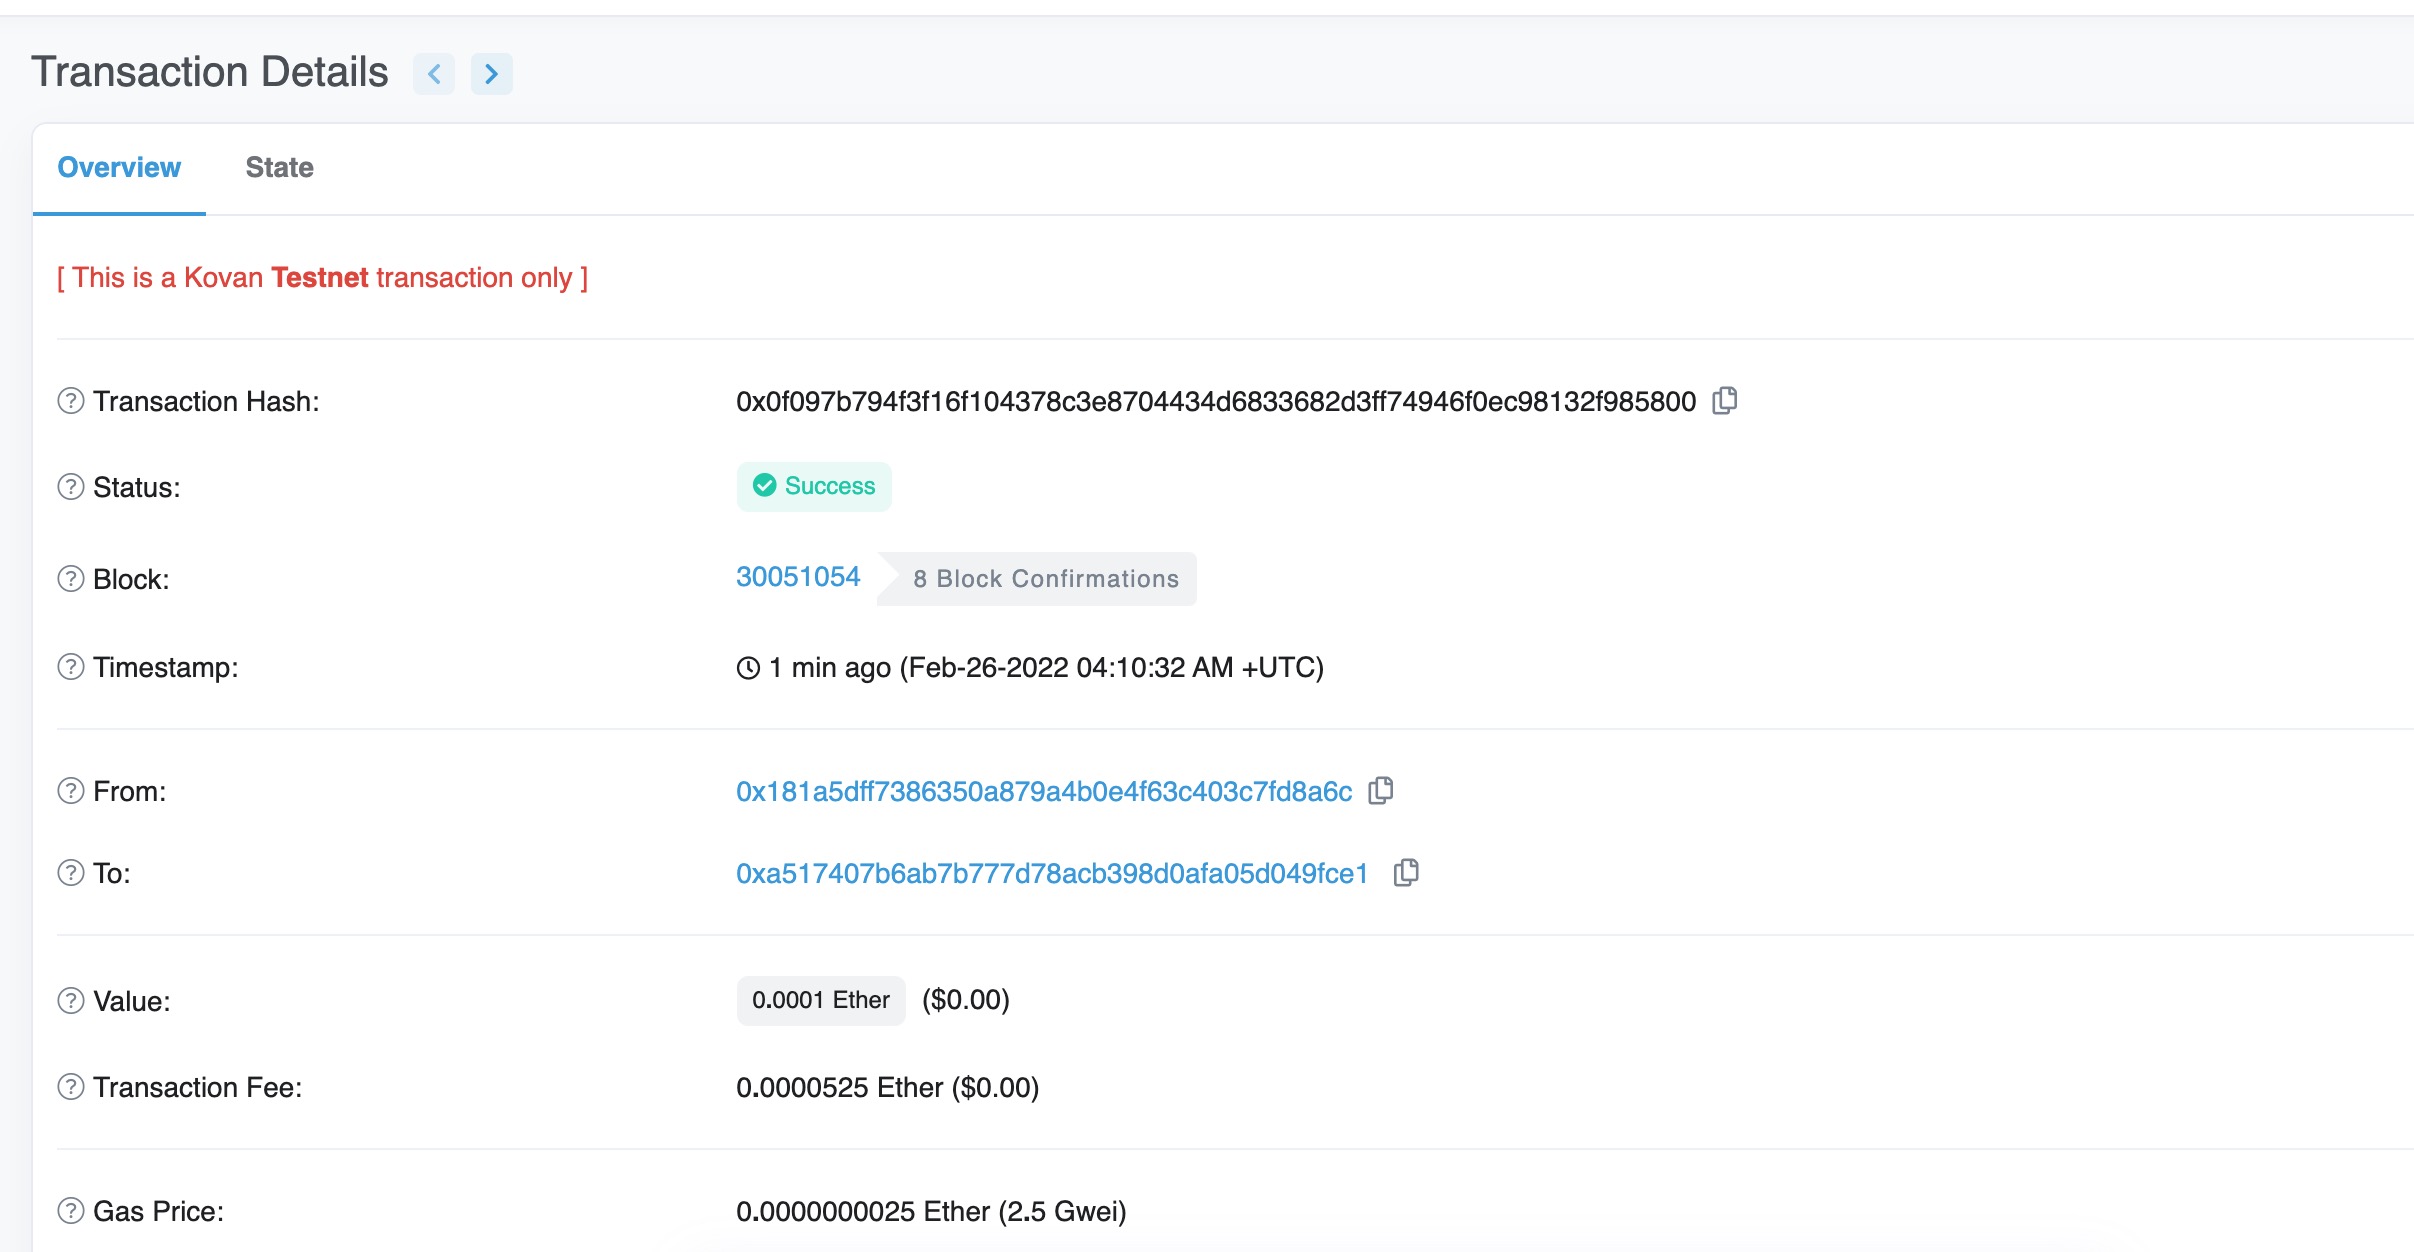 Transaction Details
Overview State
[ This is a Kovan Testnet transaction only ]
Transaction Hash: 0x0f097b794f3f16f104378c3e8704434d6833682d3ff74946f0ec98132f985800
Status: Success
Block: 30051054 8 Block Confirmations
Timestamp: 1 min ago (Feb-26-2022 04:10:32 AM +UTC)
From: 0x181a5dff7386350a879a4b0e4f63c403c7fd8a6c
To: 0xa517407b6ab7b777d78acb398d0afa05d049fce1
Value: 0.0001 Ether ($0.00)
Transaction Fee: 0.0000525 Ether ($0.00)
Gas Price: 0.0000000025 Ether (2.5 Gwei)